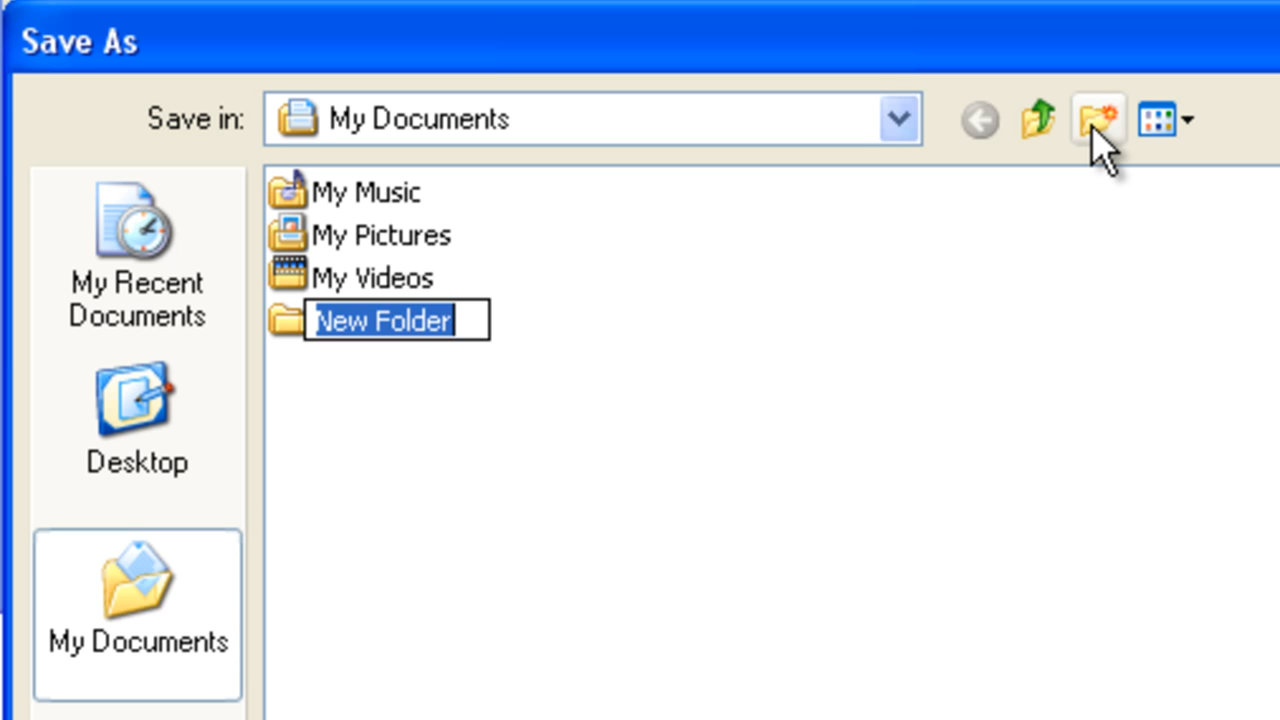 Save As
Save in:
My Documents
My Music
My Pictures
My Videos
New Folder
My Recent
Documents
Desktop
My Documents